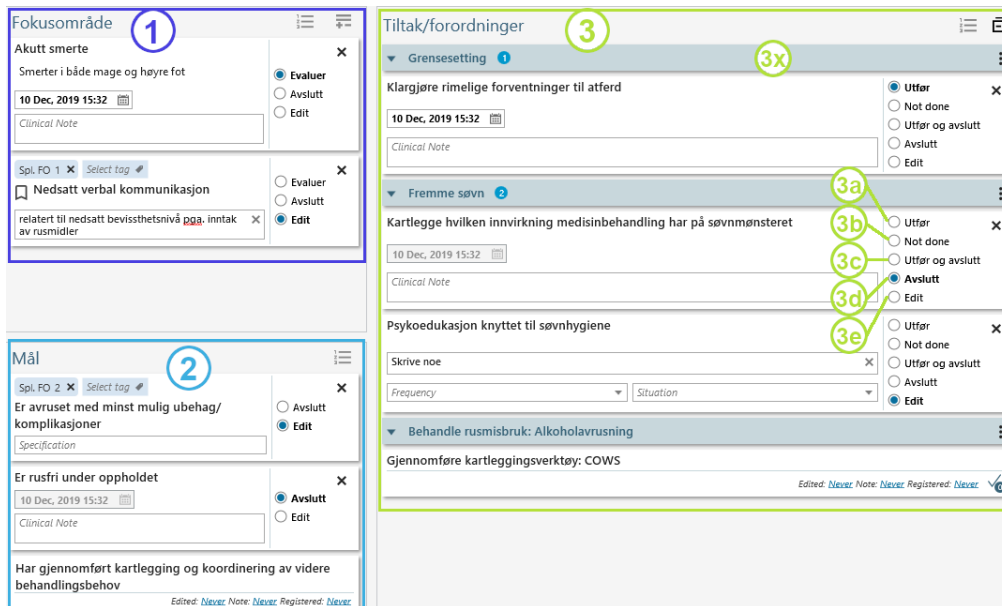 Fokusområde
1
Akutt smerte
Smerter i både mage og høyre fot
10 Dec, 2019 15:32
Clinical Note
Evaluer
Avslutt
Edit
Spl. FO 1 Select tag
Nedsatt verbal kommunikasjon
relatert til nedsatt bevissthetsnivå pga. inntak
av rusmidler
Evaluer
Avslutt
Edit
Mål
2
Spl. FO 2 Select tag
Er avruset med minst mulig ubehag/
komplikasjoner
Specification
Avslutt
Edit
Er rusfri under oppholdet
10 Dec, 2019 15:32
Clinical Note
Avslutt
Edit
Har gjennomført kartlegging og koordinering av videre
behandlingsbehov
Edited: Never Note: Never Registered: Never
Tiltak/forordninger
3
Grensesetting 1
3x
Klargjøre rimelige forventninger til atferd
10 Dec, 2019 15:32
Clinical Note
Utfør
Not done
Utfør og avslutt
Avslutt
Edit
Fremme søvn 2
Kartlegge hvilken innvirkning medisinbehandling har på søvnmønsteret
10 Dec, 2019 15:32
Clinical Note
3a Utfør
3b Not done
3c Utfør og avslutt
3d Avslutt
3e Edit
Psykoedukasjon knyttet til søvnhygiene
Skrive noe
Frequency Situation
Utfør
Not done
Utfør og avslutt
Avslutt
Edit
Behandle rusmisbruk: Alkoholavrusning
Gjennomføre kartleggingsverktøy: COWS
Edited: Never Note: Never Registered: Never